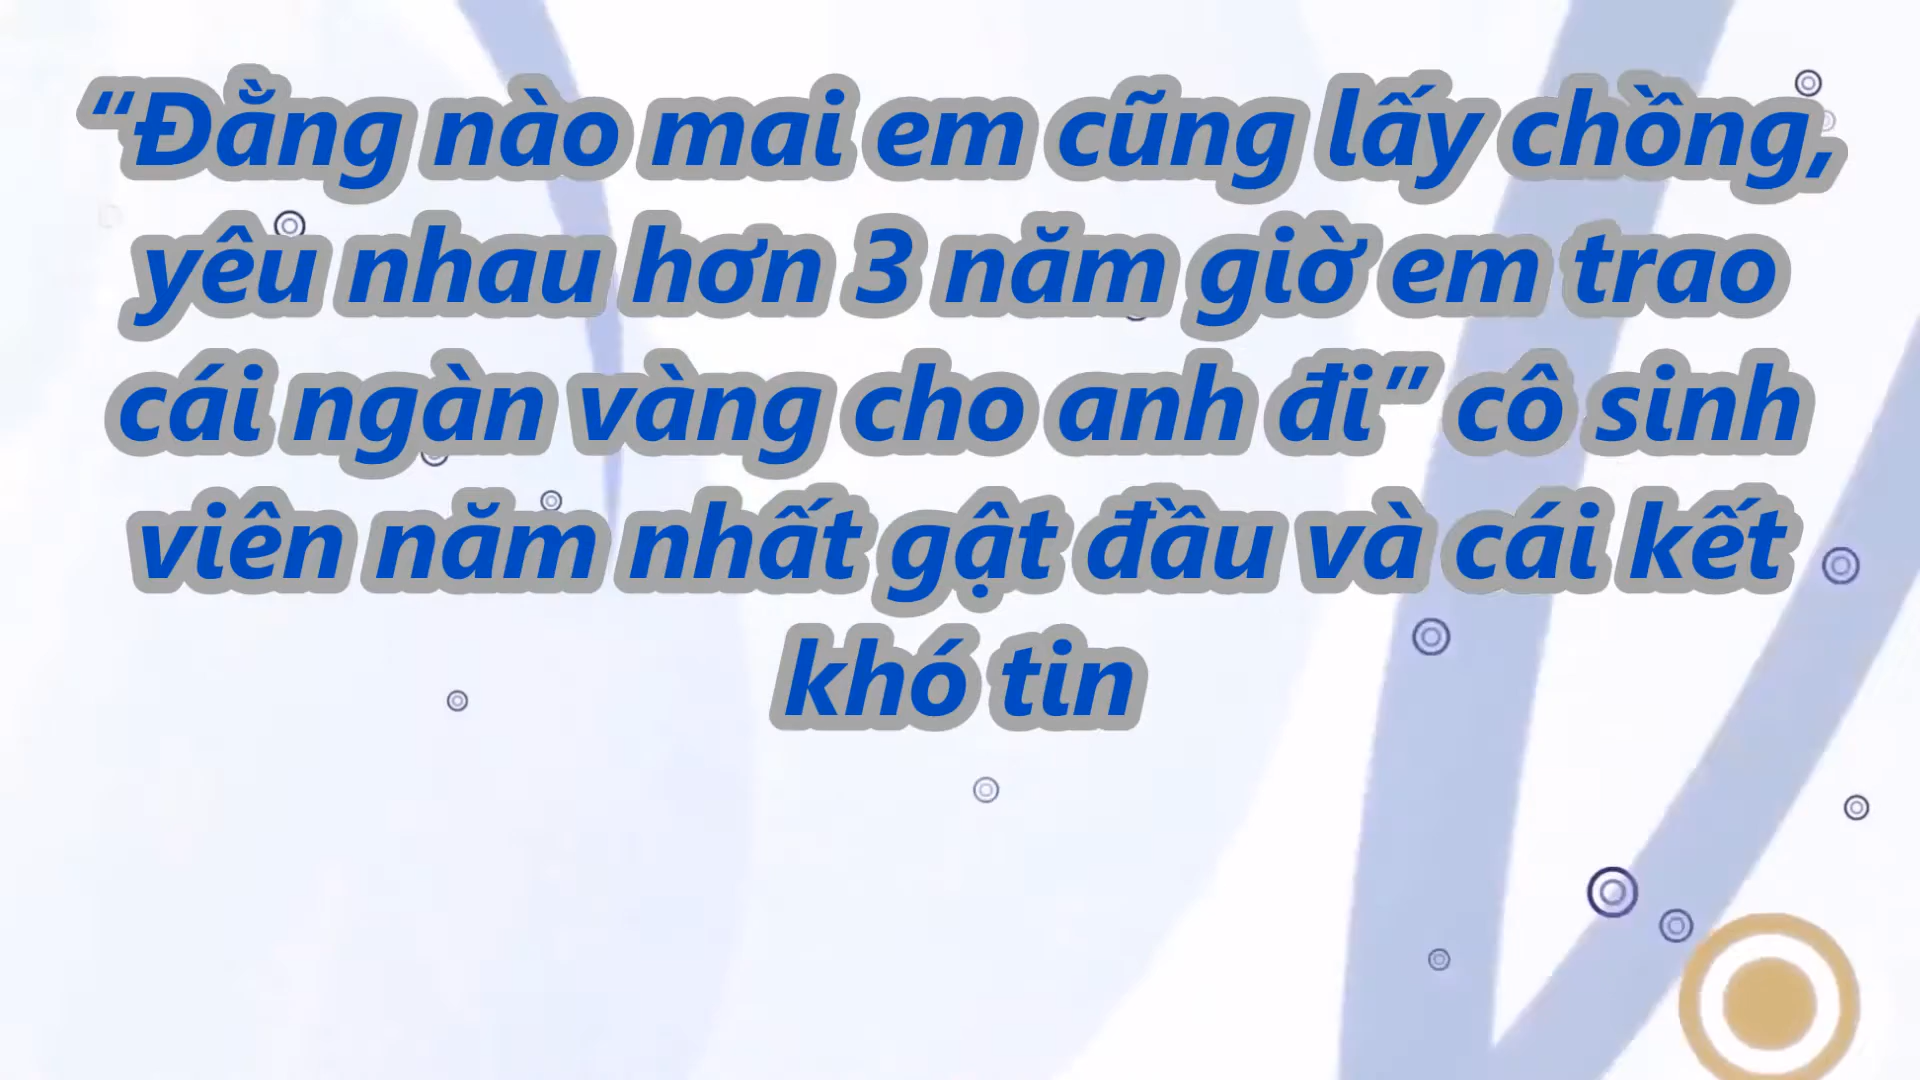 “Đằng nào mai em cũng lấy chồng,
yêu nhau hơn 3 năm giờ em trao
cái ngàn vàng cho anh đi” cô sinh
viên năm nhất gật đầu và cái kết
khó tin